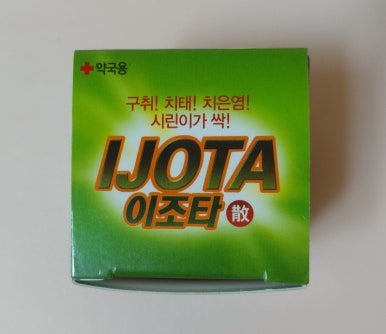 약국용
구취! 치태! 치은염!
시린이가 싹!
IJOTA
이조타 散